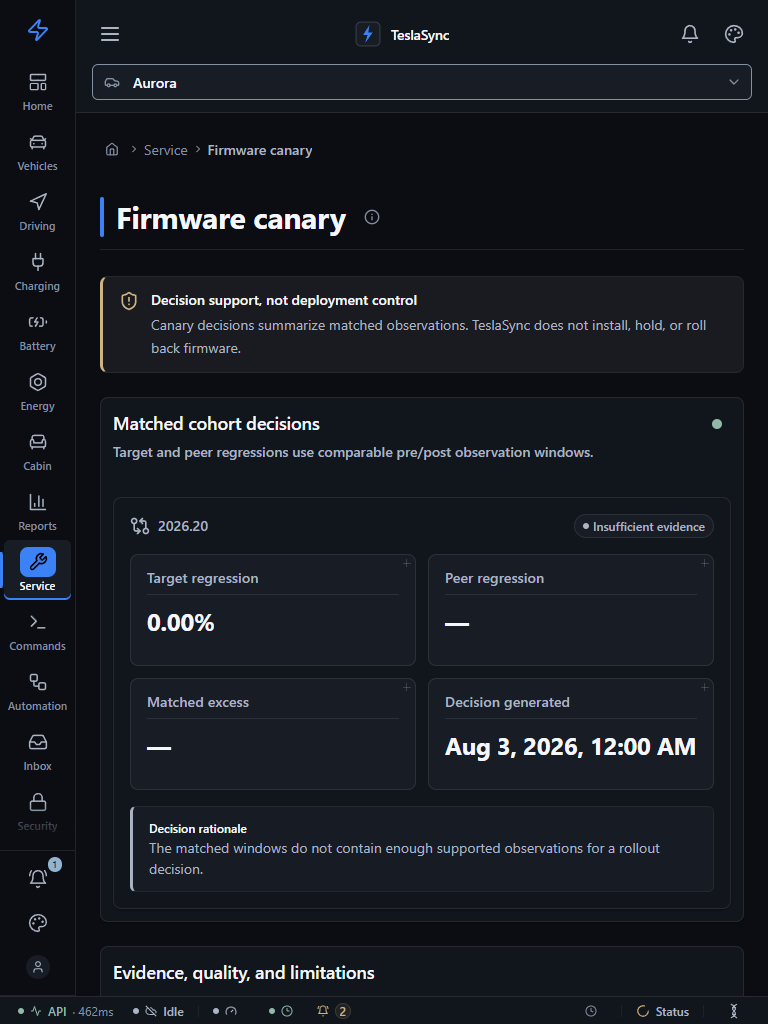 TeslaSync
Aurora
Home
Vehicles
Driving
Charging
Battery
Energy
Cabin
Reports
Service
Commands
Automation
Inbox
Security
1
Service
Firmware canary
Firmware canary
Decision support, not deployment control
Canary decisions summarize matched observations. TeslaSync does not install, hold, or roll
back firmware.
Matched cohort decisions
Target and peer regressions use comparable pre/post observation windows.
2026.20
Insufficient evidence
Target regression
0.00%
Peer regression
—
Matched excess
—
Decision generated
Aug 3, 2026, 12:00 AM
Decision rationale
The matched windows do not contain enough supported observations for a rollout
decision.
Evidence, quality, and limitations
API · 462ms
Idle
2
Status